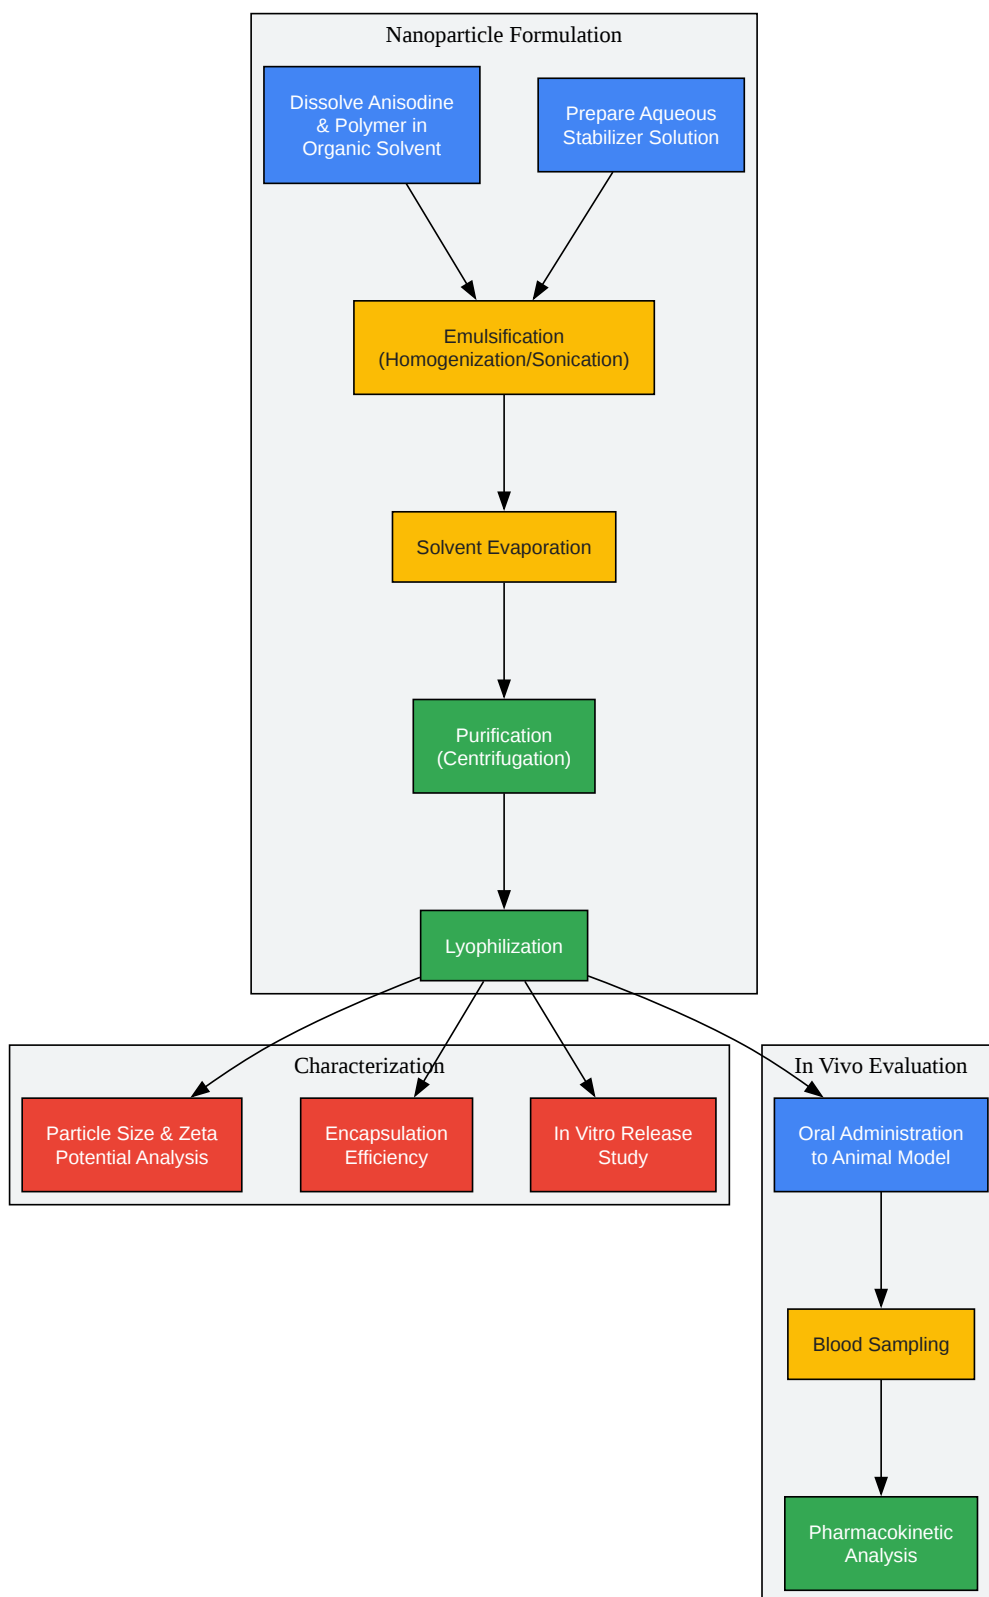 Nanoparticle Formulation
Dissolve Anisodine
& Polymer in
Organic Solvent
Prepare Aqueous
Stabilizer Solution
Emulsification
(Homogenization/Sonication)
Solvent Evaporation
Purification
(Centrifugation)
Lyophilization
Characterization
Particle Size & Zeta
Potential Analysis
Encapsulation
Efficiency
In Vitro Release
Study
In Vivo Evaluation
Oral Administration
to Animal Model
Blood Sampling
Pharmacokinetic
Analysis